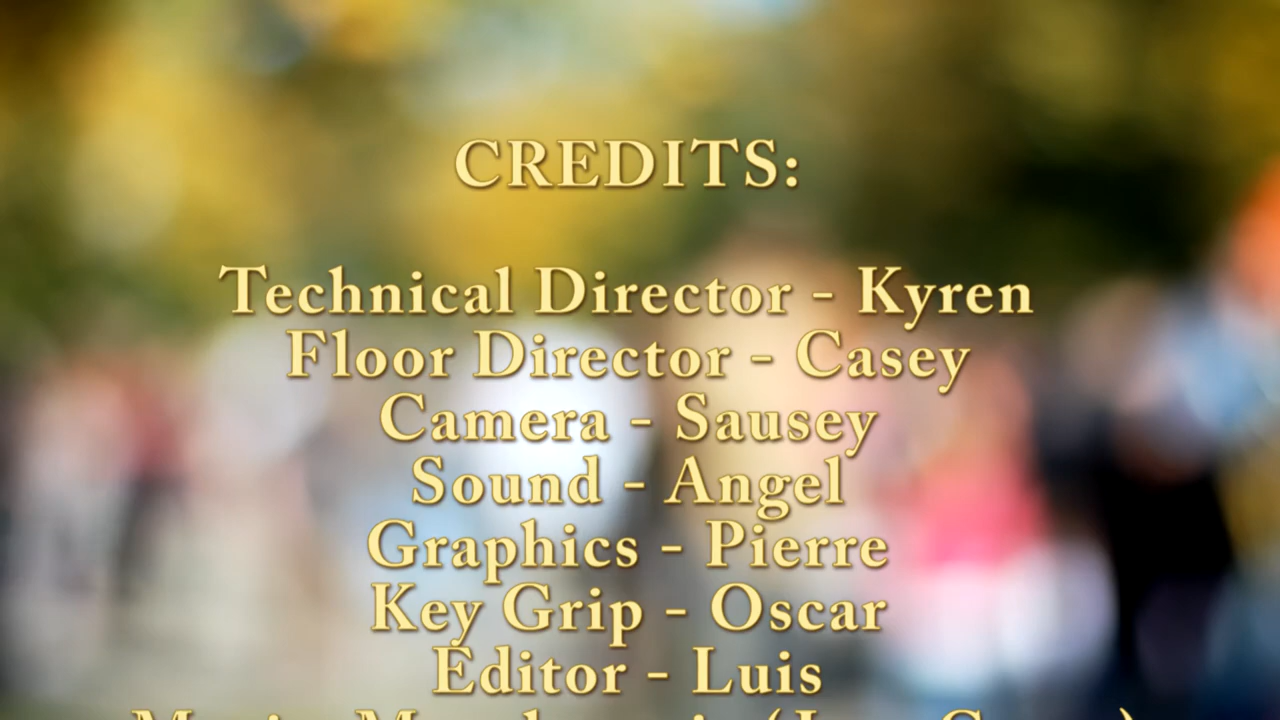 CREDITS:
Technical Director - Kyren
Floor Director - Casey
Camera - Sausey
Sound - Angel
Graphics - Pierre
Key Grip - Oscar
Editor - Luis